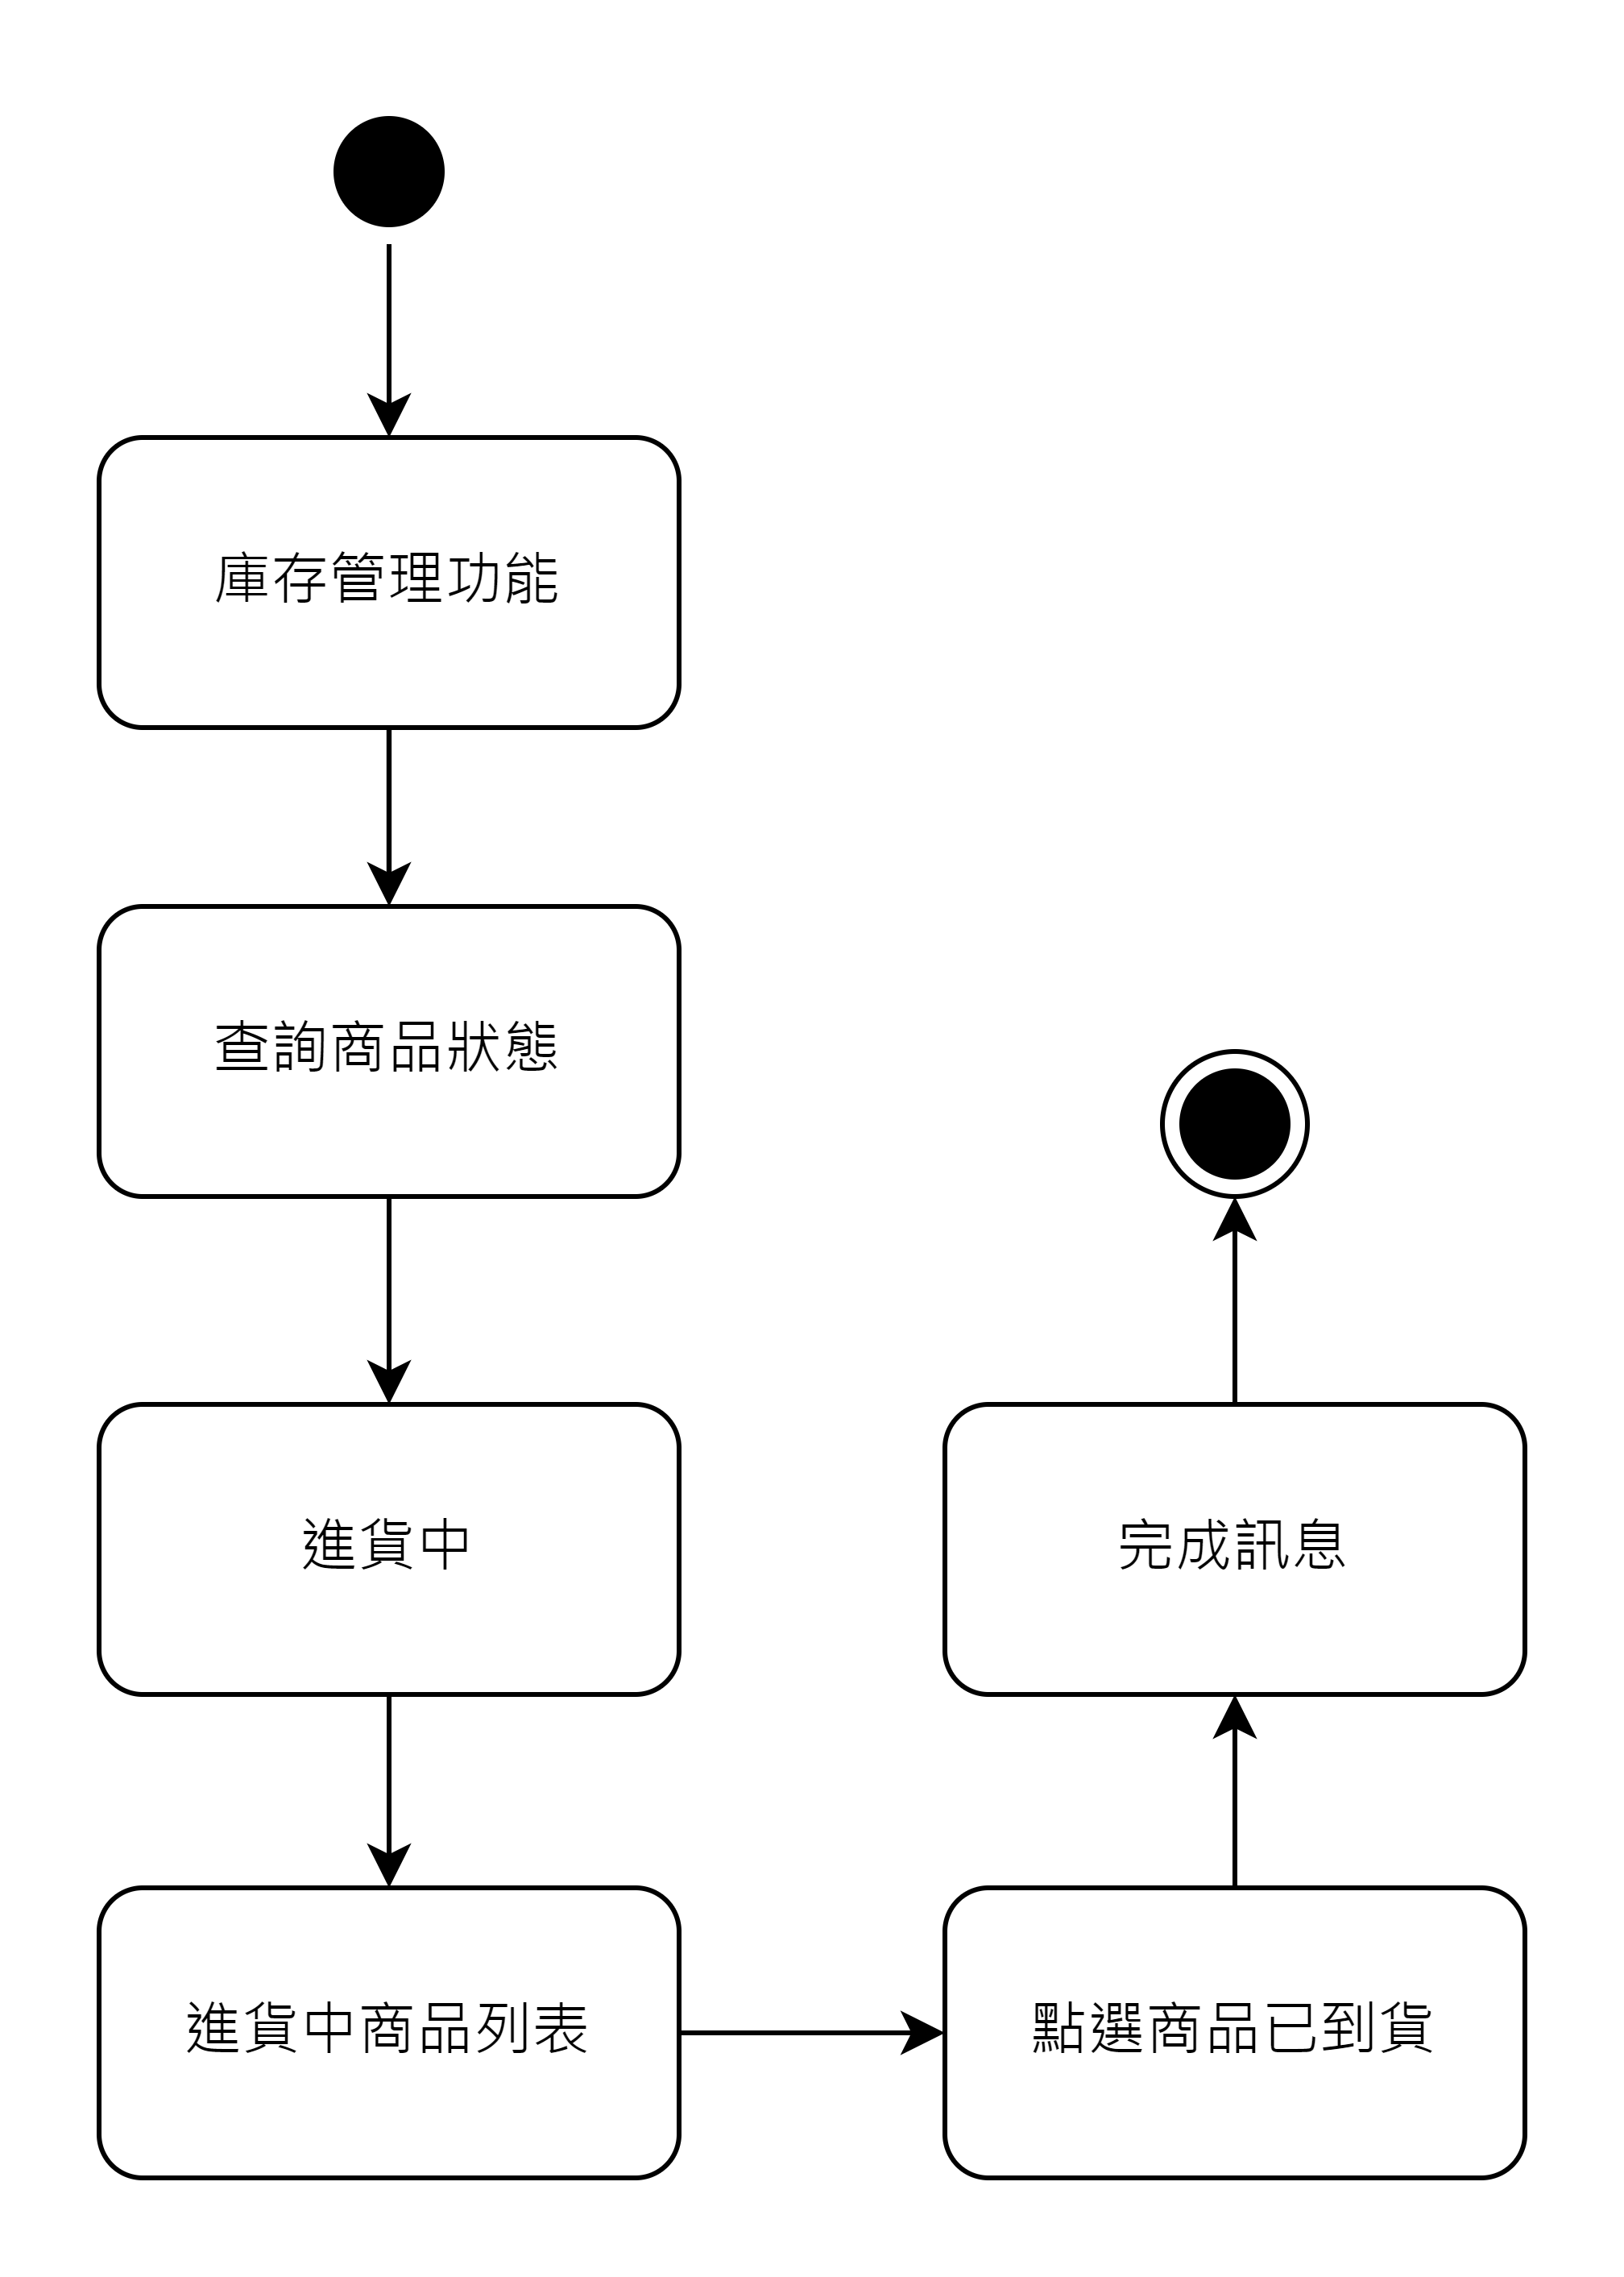 庫存管理功能
查詢商品狀態
進貨中
進貨中商品列表
點選商品已到貨
完成訊息